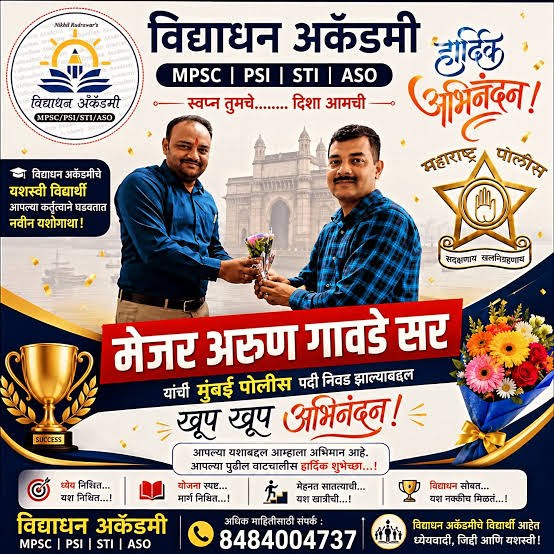 Nikhil Rudrawar's
विद्याधन अकॅडमी
MPSC/PSI/STI/ASO
विद्याधन अकॅडमी
MPSC | PSI | STI | ASO
स्वप्न तुमचे........ दिशा आमची
हार्दिक
अभिनंदन!
विद्याधन अकॅडमीचे
यशस्वी विद्यार्थी
आपल्या कर्तृत्वाने घडवतात
नवीन यशोगाथा!
महाराष्ट्र पोलीस
सद्रक्षणाय खलनिग्रहणाय
मेजर अरुण गावडे सर
यांची मुंबई पोलीस पदी निवड झाल्याबद्दल
खूप खूप अभिनंदन!
SUCCESS
आपल्या यशाबद्दल आम्हाला अभिमान आहे.
आपल्या पुढील वाटचालीस हार्दिक शुभेच्छा...!
ध्येय निश्चित...
यश निश्चित...!
योजना स्पष्ट...
मार्ग निश्चित...!
मेहनत सातत्याची...
यश खात्रीची...!
विद्याधन सोबत...
यश नक्कीच मिळतं...!
विद्याधन अकॅडमी
MPSC | PSI | STI | ASO
अधिक माहितीसाठी संपर्क :
8484004737
विद्याधन अकॅडमीचे विद्यार्थी आहेत
ध्येयवादी, जिद्दी आणि यशस्वी!